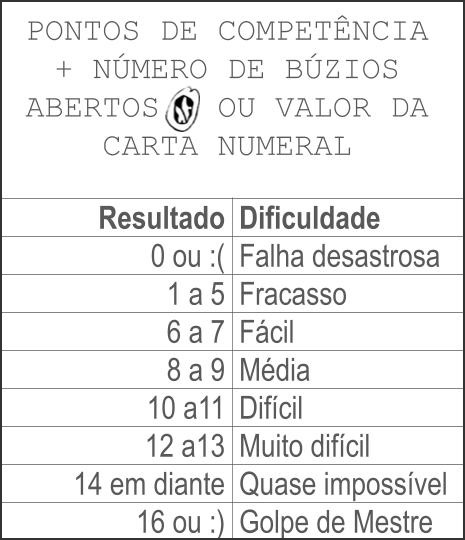 PONTOS DE COMPETÊNCIA
+ NÚMERO DE BÚZIOS
ABERTOS OU VALOR DA
CARTA NUMERAL
Resultado Dificuldade
0 ou :( Falha desastrosa
1 a 5 Fracasso
6 a 7 Fácil
8 a 9 Média
10 a11 Difícil
12 a13 Muito difícil
14 em diante Quase impossível
16 ou :) Golpe de Mestre